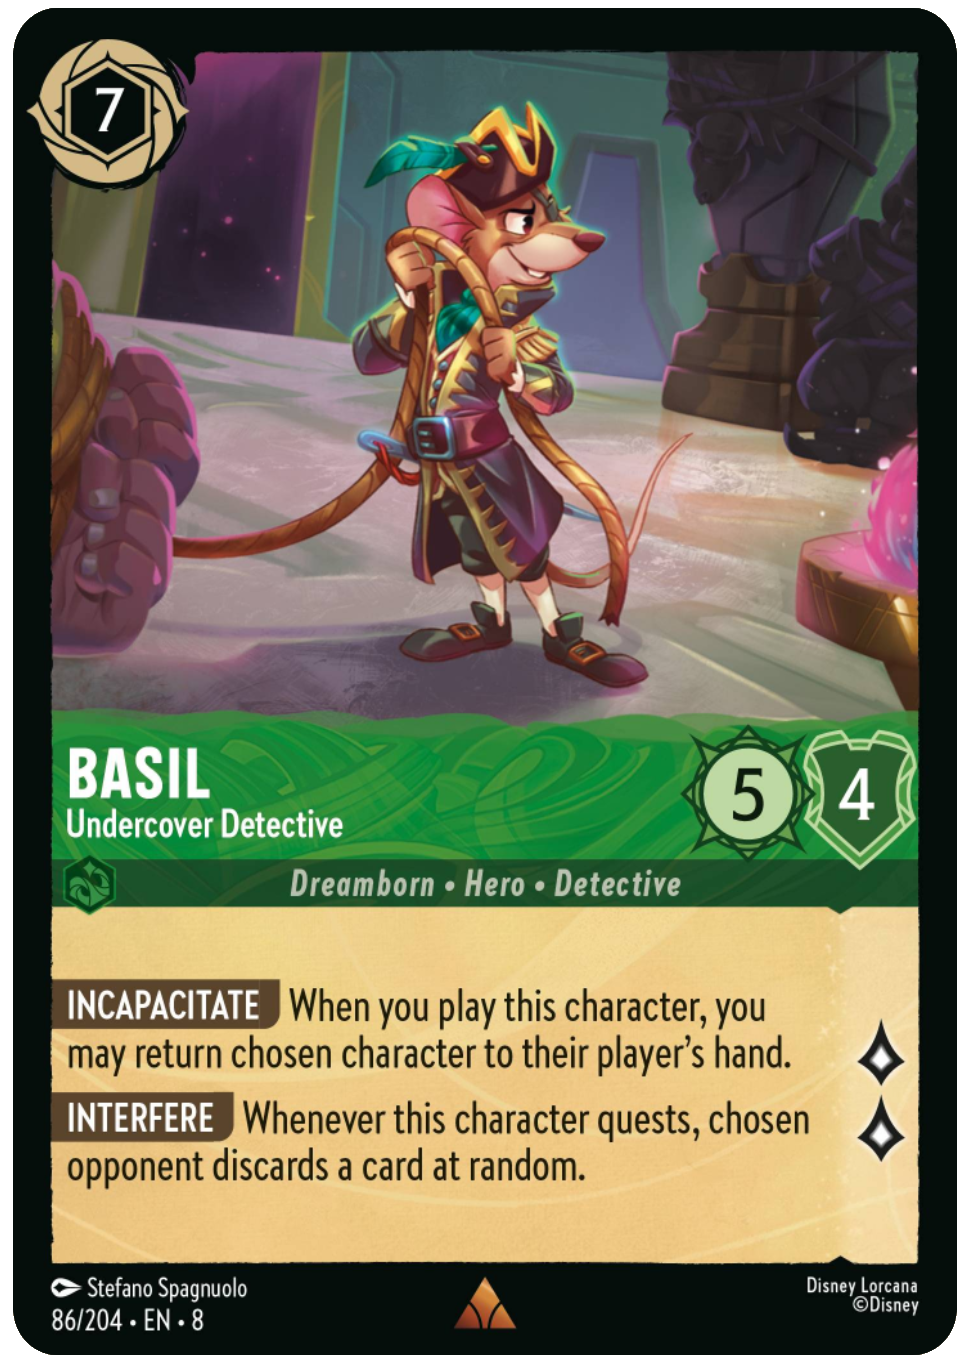 7
BASIL
Undercover Detective
5
4
Dreamborn • Hero • Detective
INCAPACITATE When you play this character, you
may return chosen character to their player’s hand.
INTERFERE Whenever this character quests, chosen
opponent discards a card at random.
Stefano Spagnuolo
86/204 • EN • 8
Disney Lorcana
©Disney